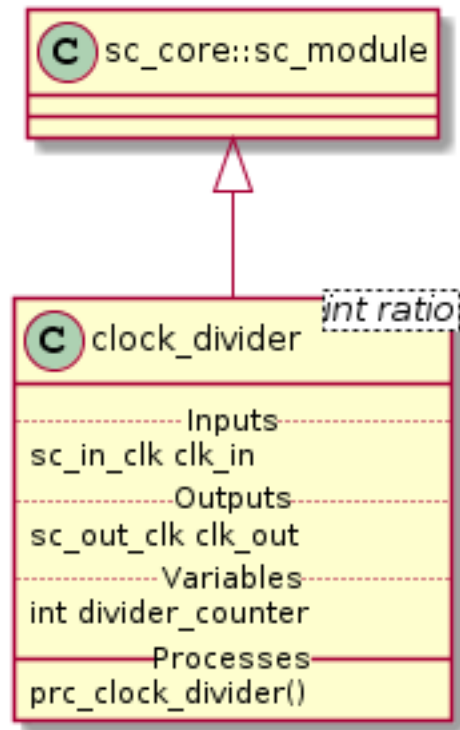 C sc_core::sc_module
int ratio
C clock_divider
Inputs
sc_in_clk clk_in
Outputs
sc_out_clk clk_out
Variables
int divider_counter
Processes
prc_clock_divider()